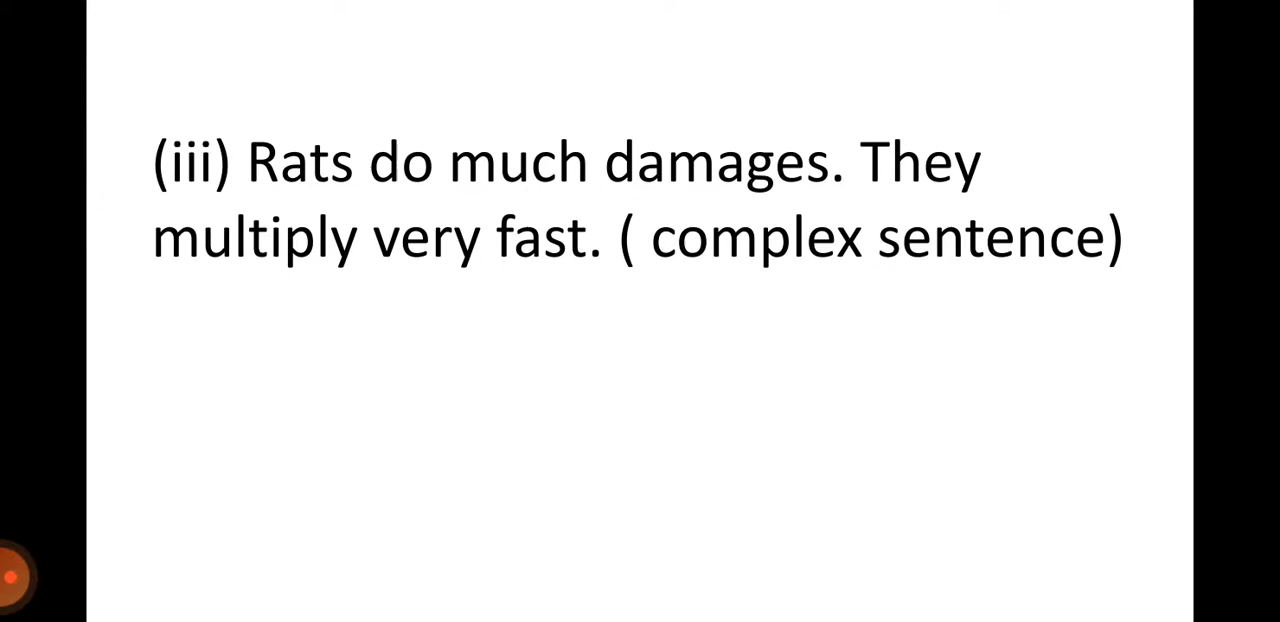 (iii) Rats do much damages. They
multiply very fast. ( complex sentence)